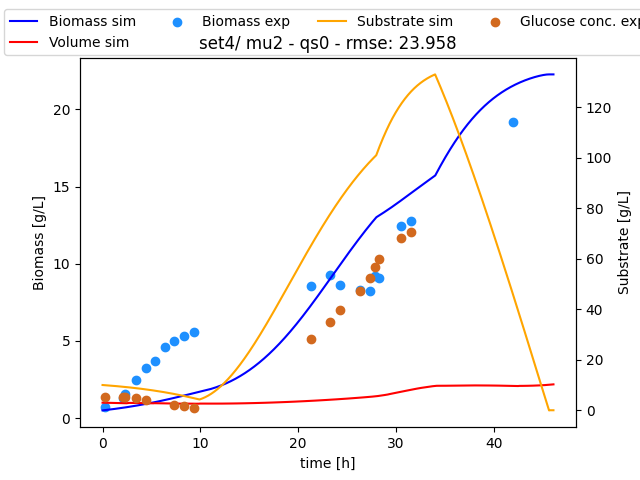 Biomass sim Biomass exp Substrate sim Glucose conc. exp
Volume sim
set4/ mu2 - qs0 - rmse: 23.958
Biomass [g/L]
20
15
10
5
0
Substrate [g/L]
120
100
80
60
40
20
0
0 10 20 30 40
time [h]